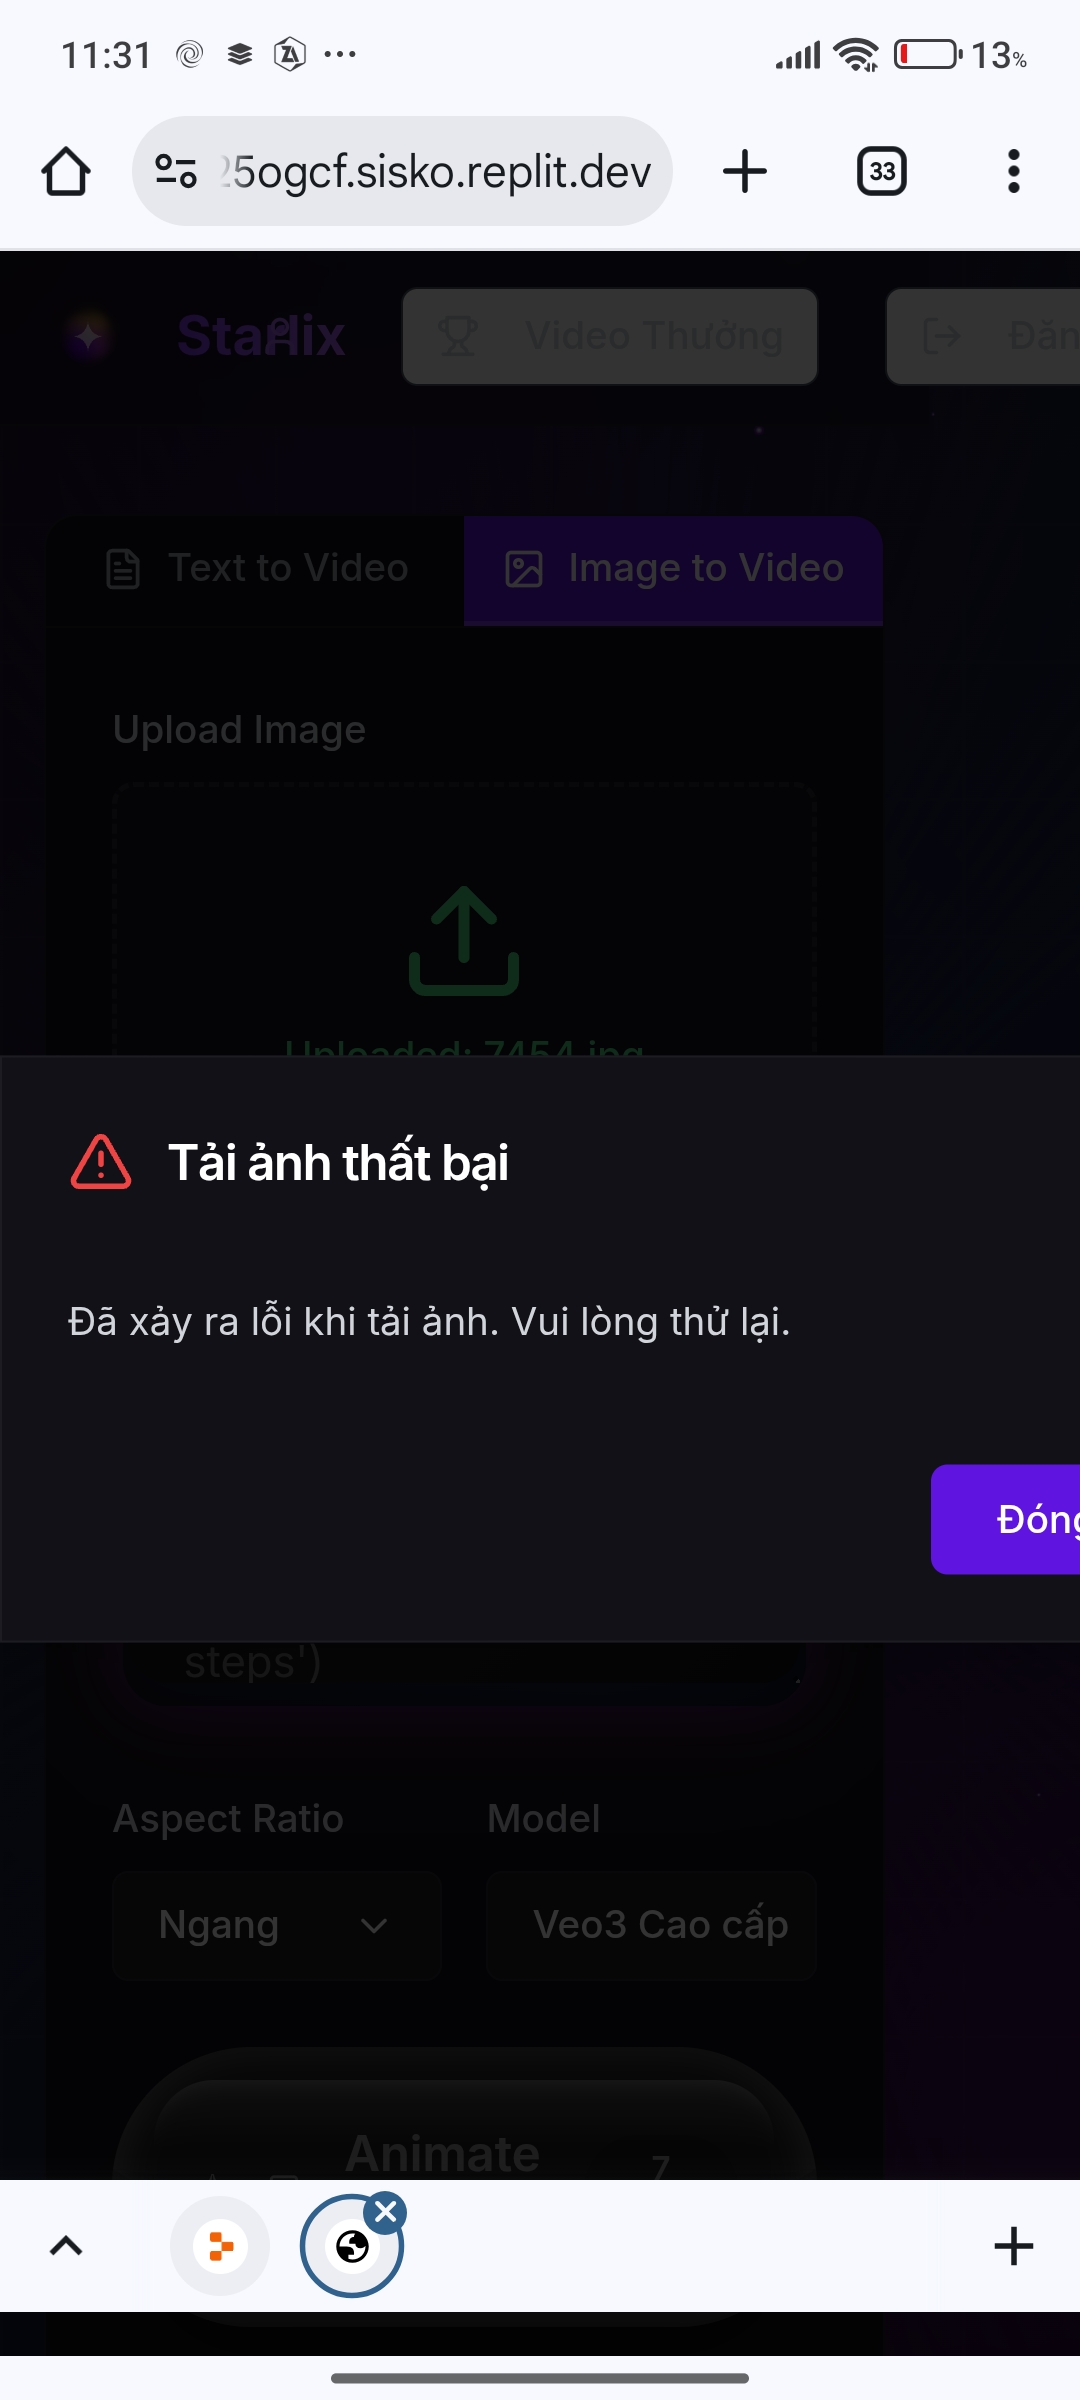 11:31
13%
25ogcf.sisko.replit.dev
33
Starlix
Video Thưởng
Đăn
Text to Video
Image to Video
Upload Image
Uploaded: 7454.jpg
Tải ảnh thất bại
Đã xảy ra lỗi khi tải ảnh. Vui lòng thử lại.
Đóng
steps')
Aspect Ratio
Model
Ngang
Veo3 Cao cấp
Animate
7